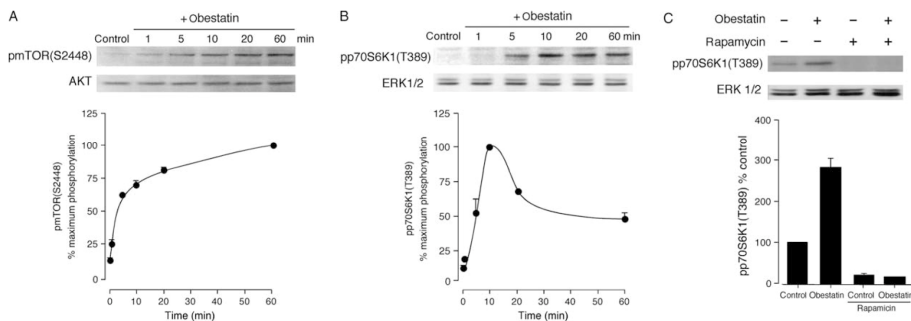 A
+ Obestatin
Control 1 5 10 20 60 min
pmTOR(S2448)
AKT
pmTOR(S2448)
% maximum phosphorylation
125
100
75
50
25
0
0 10 20 30 40 50 60
Time (min)
B
+ Obestatin
Control 1 5 10 20 60 min
pp70S6K1(T389)
ERK1/2
pp70S6K1(T389)
% maximum phosphorylation
125
100
75
50
25
0
0 10 20 30 40 50 60
Time (min)
C
Obestatin – + – +
Rapamycin + +
pp70S6K1(T389)
ERK 1/2
pp70S6K1(T389) % control
400
300
200
100
0
Control Obestatin Control Obestatin
Rapamicin